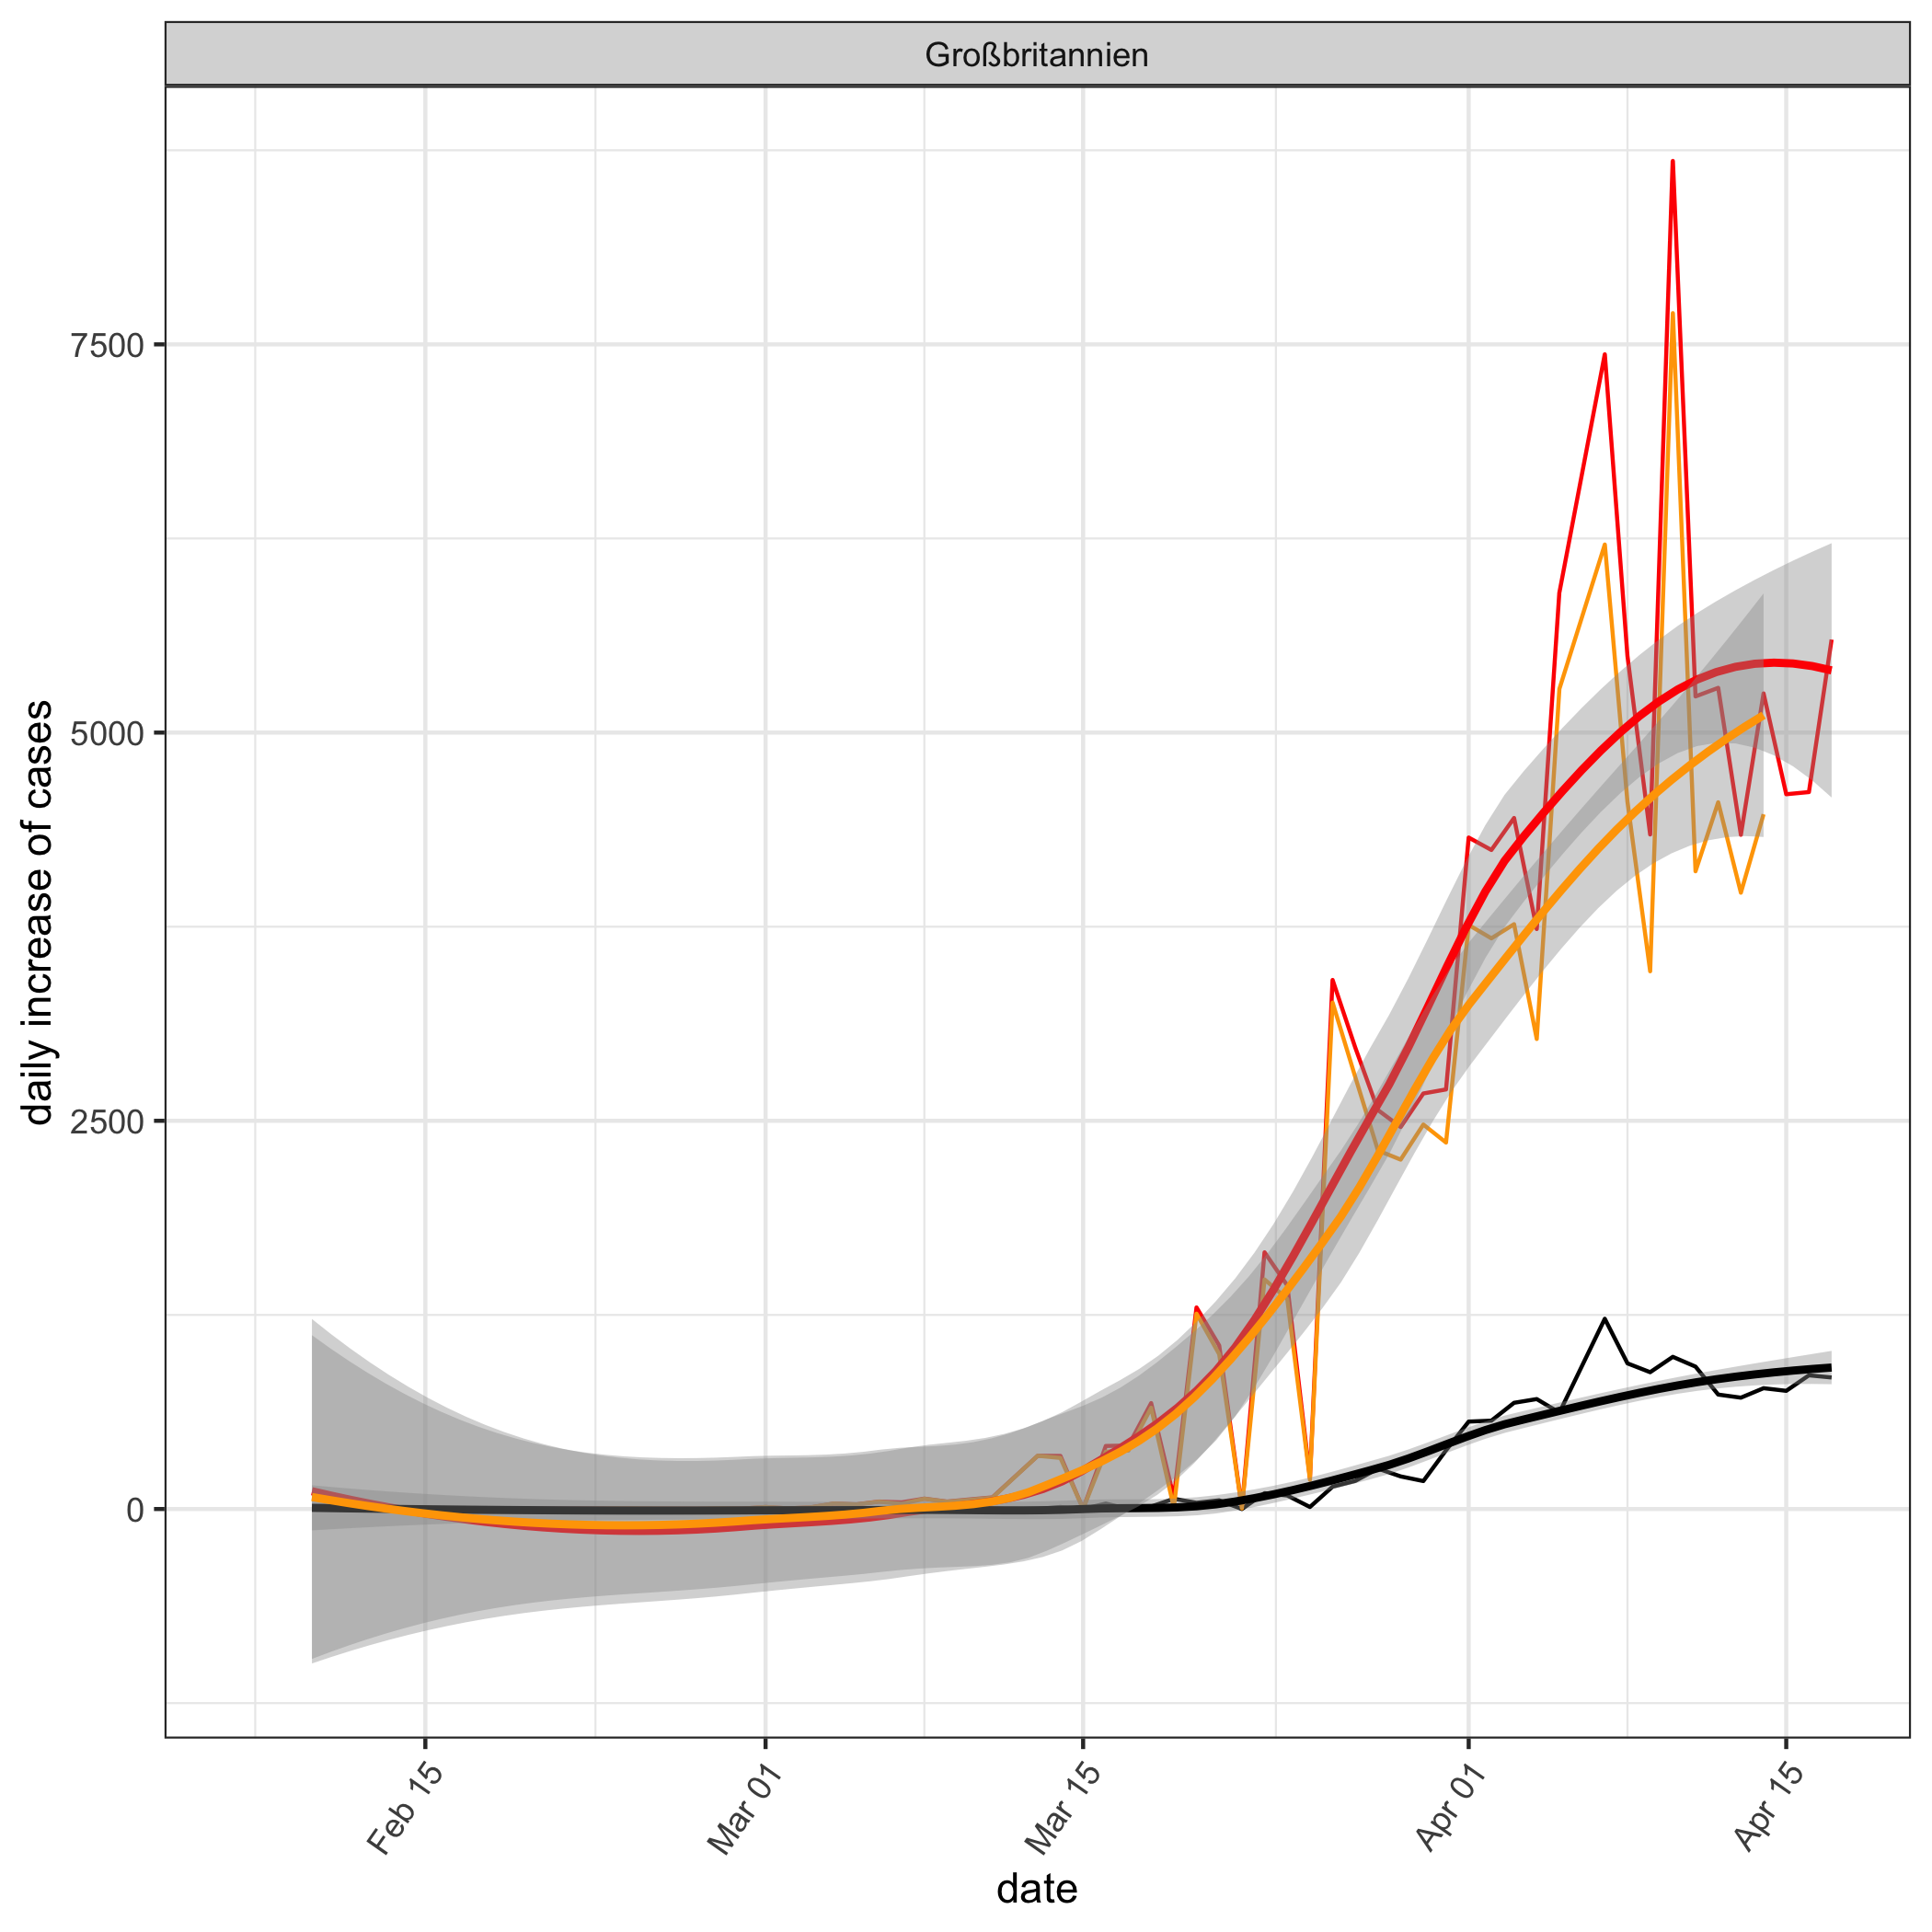 Großbritannien
daily increase of cases
7500
5000
2500
0
Feb 15
Mar 01
Mar 15
Apr 01
Apr 15
date